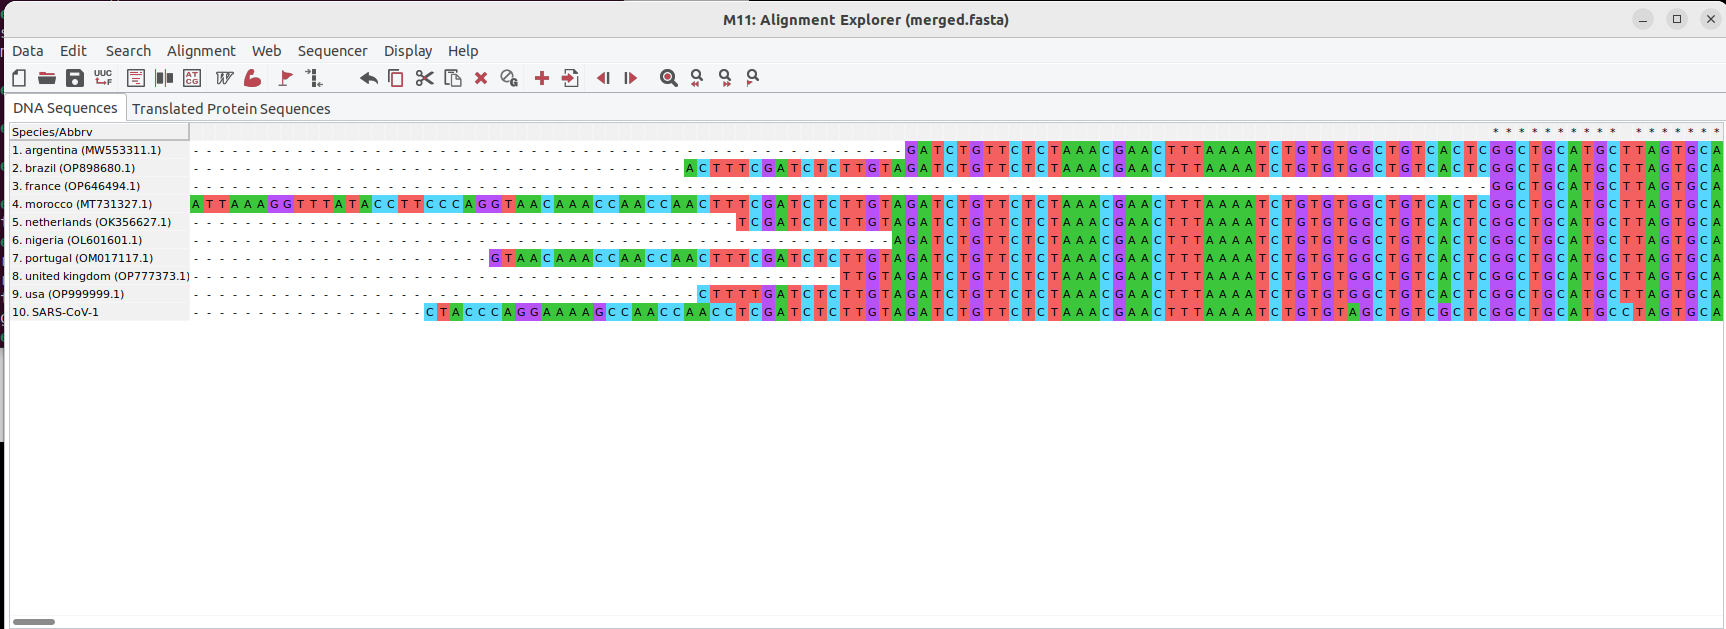 M11: Alignment Explorer (merged.fasta)
Data Edit Search Alignment Web Sequencer Display Help
DNA Sequences Translated Protein Sequences
Species/Abbrv ********** *******
1. argentina (MW553311.1) -------------------------------------------------------GATCTGTTCTCTAAACGAACTTTAAAATCTGTGTGGCTGTCACTCGGCTGCATGCTTAGTGCA
2. brazil (OP898680.1) --------------------------------------ACTTTCGATCTCTTGTAGATCTGTTCTCTAAACGAACTTTAAAATCTGTGTGGCTGTCACTCGGCTGCATGCTTAGTGCA
3. france (OP646494.1) ----------------------------------------------------------------------------------------------------GGCTGCATGCTTAGTGCA
4. morocco (MT731327.1) ATTAAAGGTTTATACCTTCCCAGGTAACAAACCAACCAACTTTCGATCTCTTGTAGATCTGTTCTCTAAACGAACTTTAAAATCTGTGTGGCTGTCACTCGGCTGCATGCTTAGTGCA
5. netherlands (OK356627.1) ------------------------------------------TCGATCTCTTGTAGATCTGTTCTCTAAACGAACTTTAAAATCTGTGTGGCTGTCACTCGGCTGCATGCTTAGTGCA
6. nigeria (OL601601.1) ------------------------------------------------------AGATCTGTTCTCTAAACGAACTTTAAAATCTGTGTGGCTGTCACTCGGCTGCATGCTTAGTGCA
7. portugal (OM017117.1) -----------------------GTAACAAACCAACCAACTTTCGATCTCTTGTAGATCTGTTCTCTAAACGAACTTTAAAATCTGTGTGGCTGTCACTCGGCTGCATGCTTAGTGCA
8. united kingdom (OP777373.1) --------------------------------------------------TTGTAGATCTGTTCTCTAAACGAACTTTAAAATCTGTGTGGCTGTCACTCGGCTGCATGCTTAGTGCA
9. usa (OP999999.1) ---------------------------------------CTTTTGATCTCTTGTAGATCTGTTCTCTAAACGAACTTTAAAATCTGTGTGGCTGTCACTCGGCTGCATGCTTAGTGCA
10. SARS-CoV-1 ------------------CTACCCAGGAAAAGCCAACCAACCTCGATCTCTTGTAGATCTGTTCTCTAAACGAACTTTAAAATCTGTGTAGCTGTCGCTCGGCTGCATGCCTAGTGCA